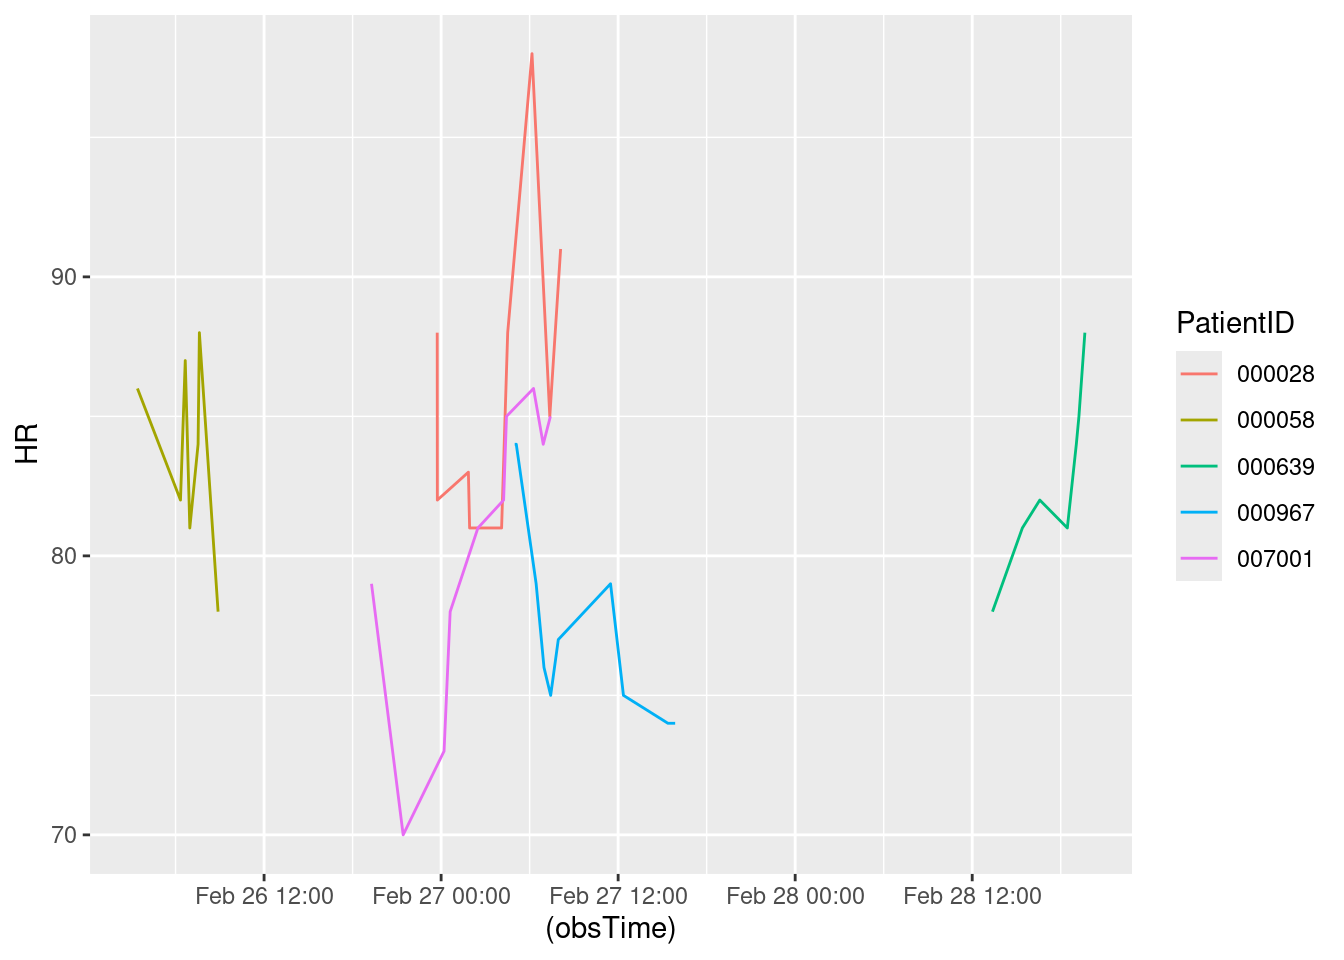 HR
90
80
70
Feb 26 12:00
Feb 27 00:00
Feb 27 12:00
Feb 28 00:00
Feb 28 12:00
(obsTime)
PatientID
000028
000058
000639
000967
007001